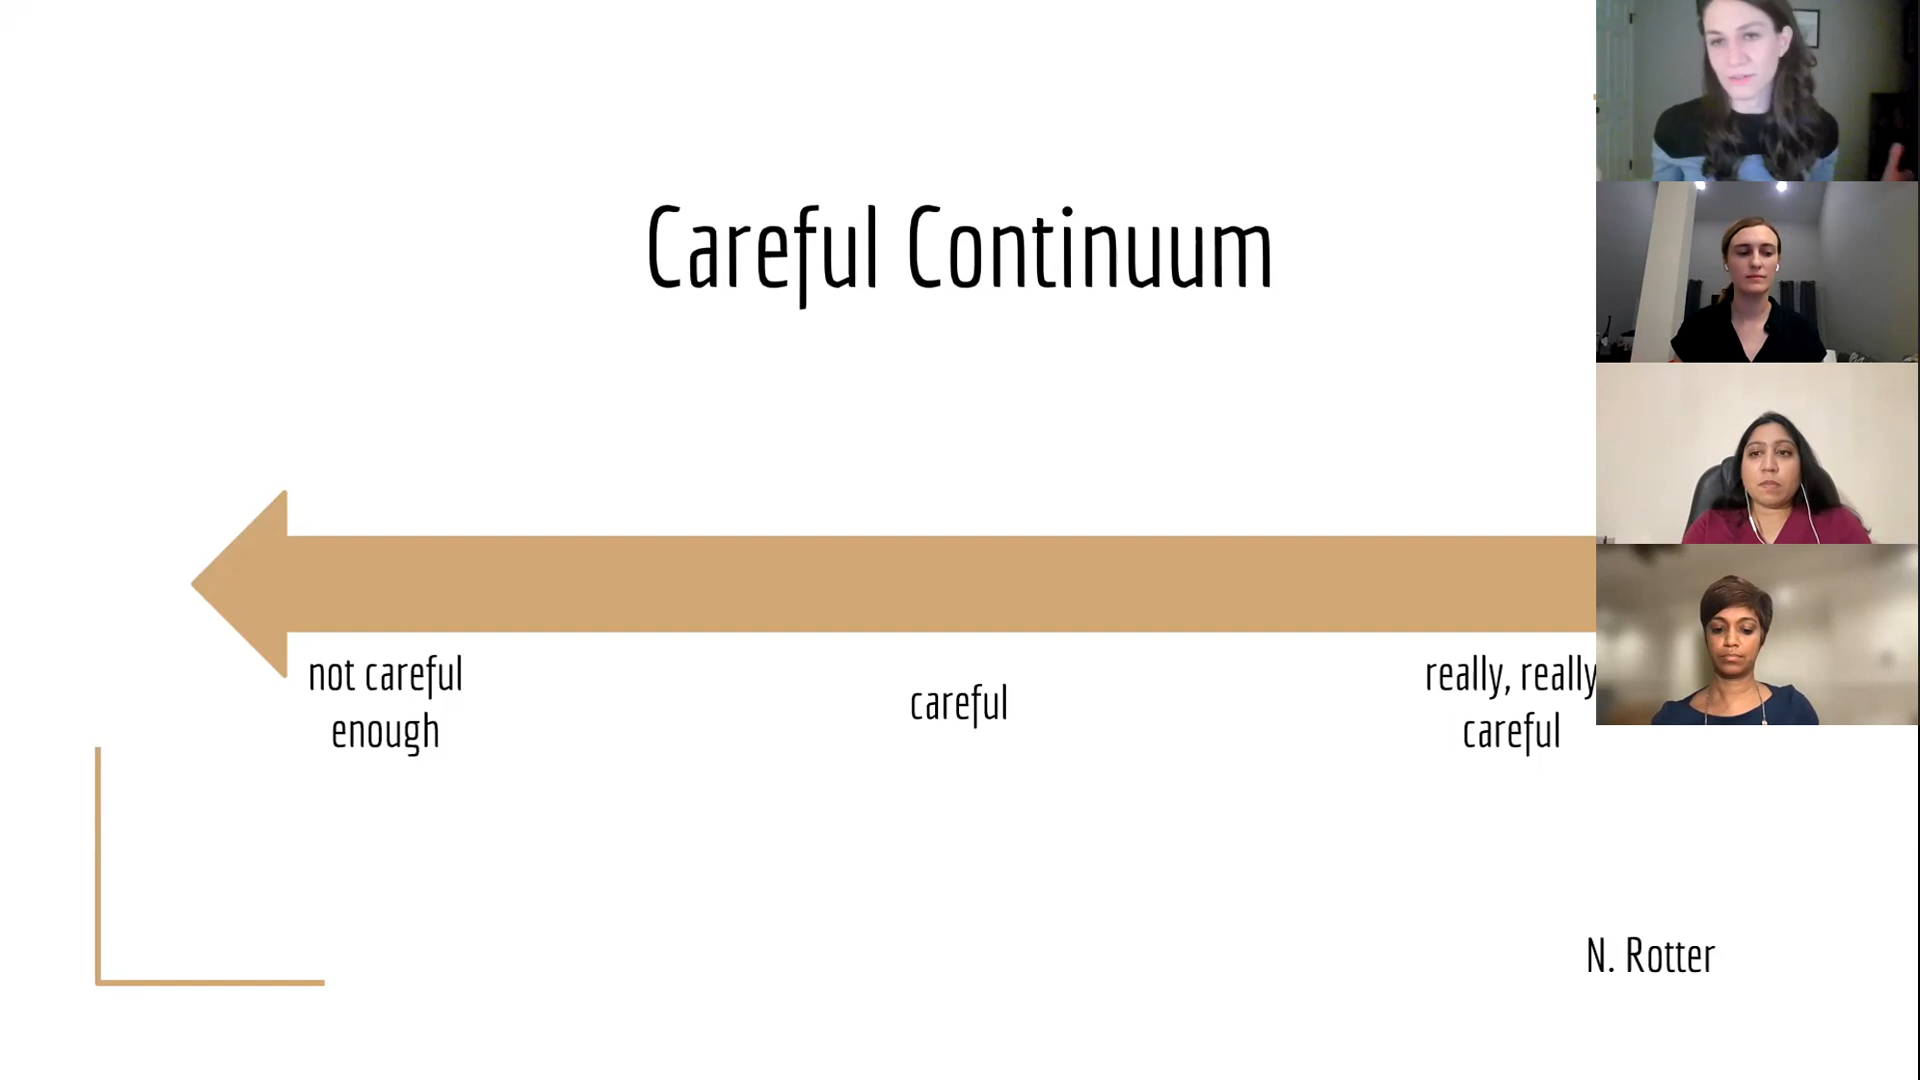 Careful Continuum
not careful
enough
careful
really, really
careful
N. Rotter